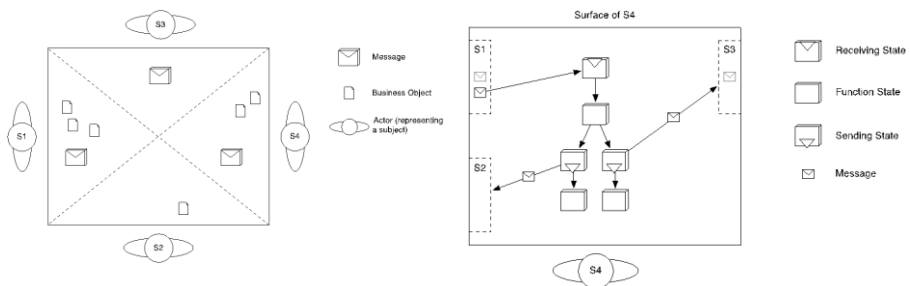 S3
S1
S4
S2
Message
Business Object
Actor (representing
a subject)
Surface of S4
S1
S3
S2
S4
Receiving State
Function State
Sending State
Message